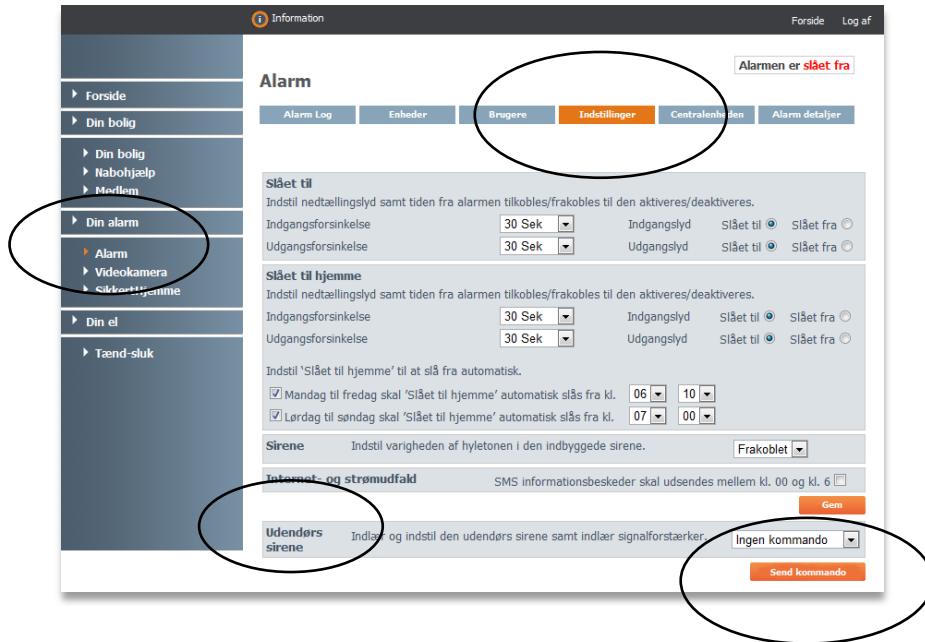 Information
Forside Log af
Alarmen er slået fra
Alarm
Alarm Log Enheder Brugere Indstillinger Centralenheden Alarm detaljer
Forside
Din bolig
Din bolig
Nabohjælp
Medlem
Din alarm
Alarm
Videokamera
SikkertHjemme
Din el
Tænd-sluk
Slået til
Indstil nedtællingslyd samt tiden fra alarmen tilkobles/frakobles til den aktiveres/deaktiveres.
Indgangforsinkelse 30 Sek Indgangslyd Slået til Slået fra
Udgangsforsinkelse 30 Sek Udgangslyd Slået til Slået fra
Slået til hjemme
Indstil nedtællingslyd samt tiden fra alarmen tilkobles/frakobles til den aktiveres/deaktiveres.
Indgangforsinkelse 30 Sek Indgangslyd Slået til Slået fra
Udgangsforsinkelse 30 Sek Udgangslyd Slået til Slået fra
Indstil ‘Slået til hjemme’ til at slå fra automatisk.
Mandag til fredag skal ‘Slået til hjemme’ automatisk slås fra kl. 06 10
Lørdag til søndag skal ‘Slået til hjemme’ automatisk slås fra kl. 07 00
Sirene Indstil varigheden af hyletonen i den indbyggede sirene. Frakoblet
Internet- og strømudfald SMS informationsbeskeder skal udsendes mellem kl. 00 og kl. 6
Gem
Udendørs sirene Indlær og indstil den udendørs sirene samt indlær signalforstærker. Ingen kommando
Send kommando